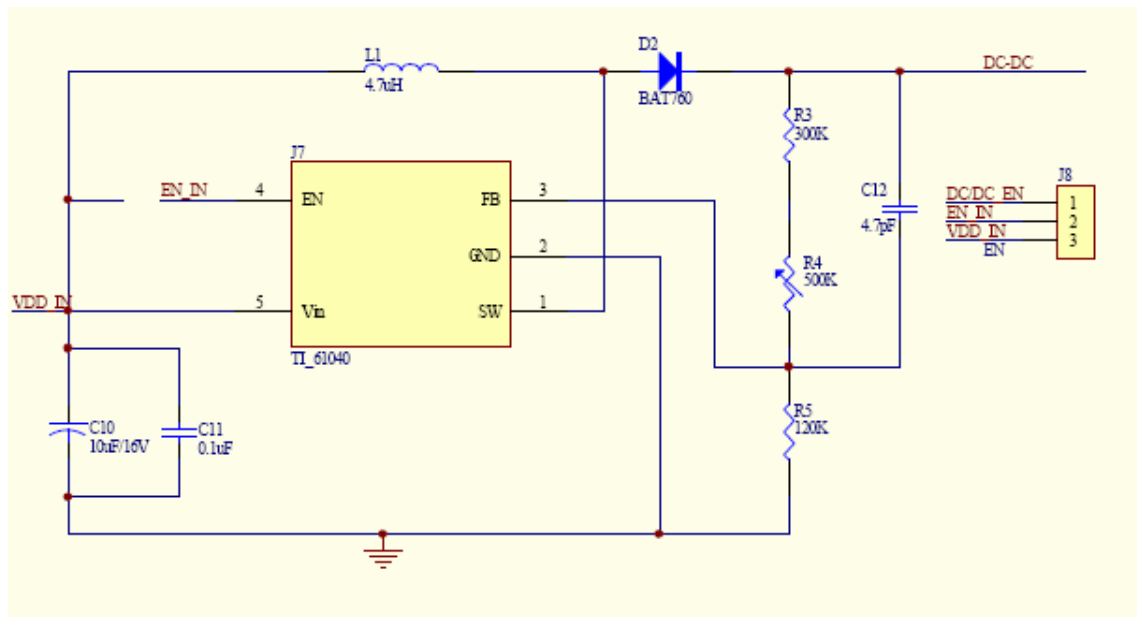 D2
L1
DC-DC
4.7uH
BAT760
R3
300K
J7
J8
EN_IN
4
EN
FB
3
C12
DC/DC_EN
1
EN_IN
2
4.7pF
VDD_IN
3
EN
GND
2
R4
500K
VDD_IN
5
Vin
SW
1
TI_61040
R5
120K
C10
C11
10uF/16V
0.1uF